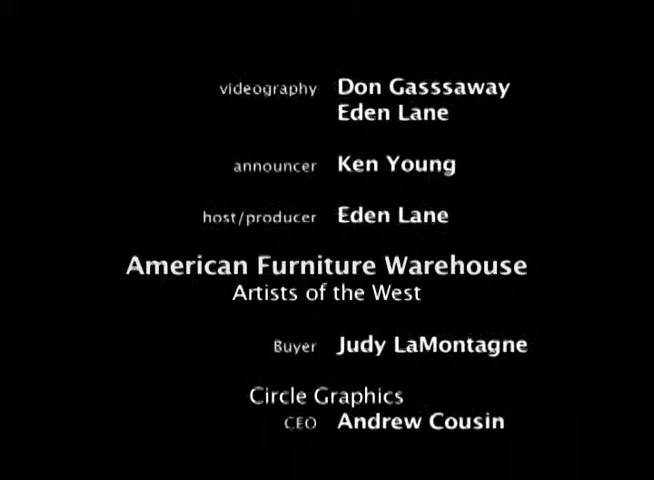 videography Don Gasssaway
Eden Lane
announcer Ken Young
host/producer Eden Lane
American Furniture Warehouse
Artists of the West
Buyer Judy LaMontagne
Circle Graphics
CEO Andrew Cousin